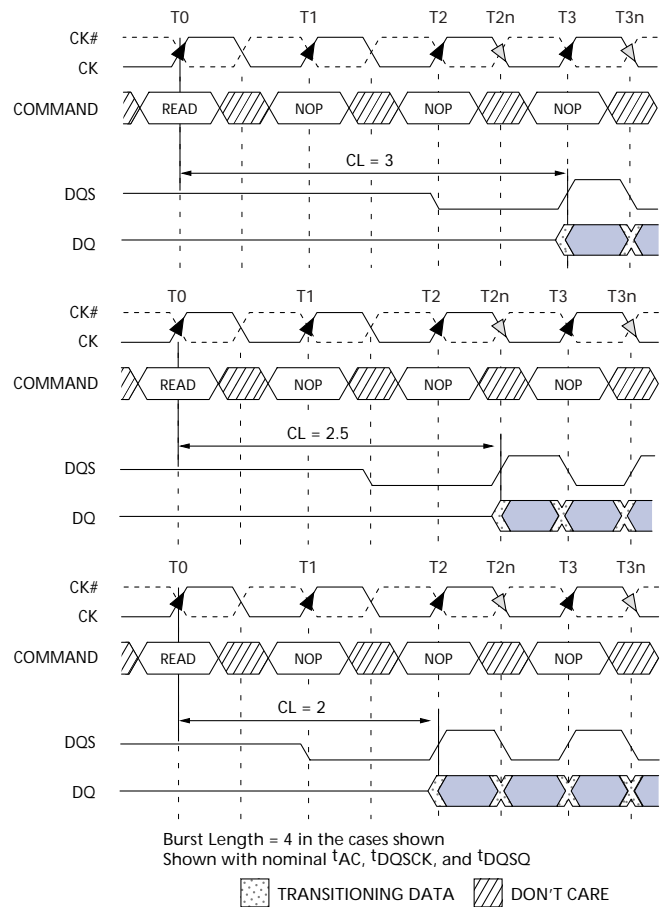 T0 T1 T2 T2n T3 T3n
CK#
CK
COMMAND READ NOP NOP NOP
CL = 3
DQS
DQ
T0 T1 T2 T2n T3 T3n
CK#
CK
COMMAND READ NOP NOP NOP
CL = 2.5
DQS
DQ
T0 T1 T2 T2n T3 T3n
CK#
CK
COMMAND READ NOP NOP NOP
CL = 2
DQS
DQ
Burst Length = 4 in the cases shown
Shown with nominal tAC, tDQSCK, and tDQSQ
TRANSITIONING DATA DON'T CARE